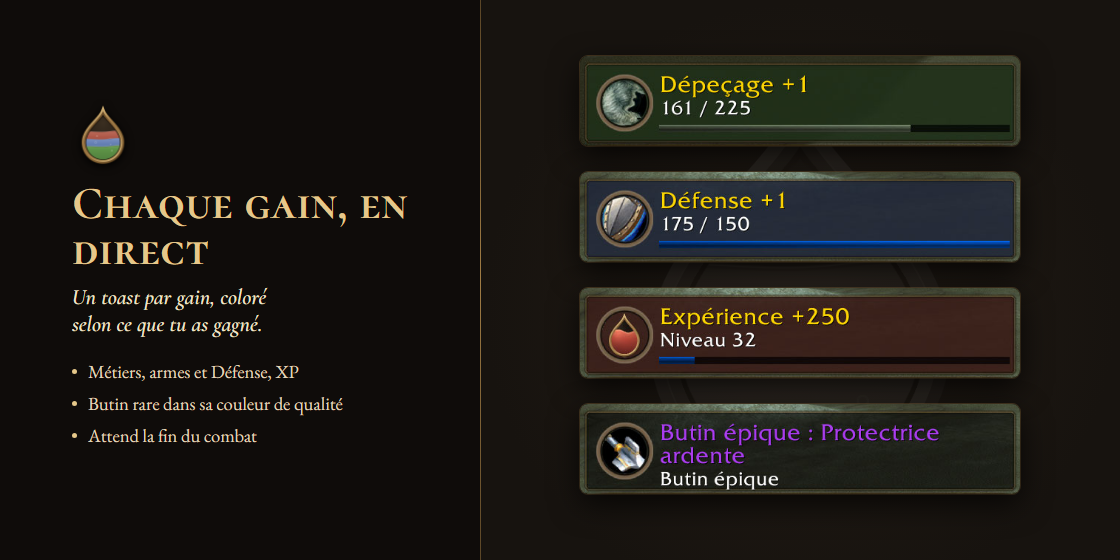 Chaque gain, en
direct
Un toast par gain, coloré
selon ce que tu as gagné.
• Métiers, armes et Défense, XP
• Butin rare dans sa couleur de qualité
• Attend la fin du combat
Dépeçage +1
161 / 225
Défense +1
175 / 150
Expérience +250
Niveau 32
Butin épique : Protectrice
ardente
Butin épique